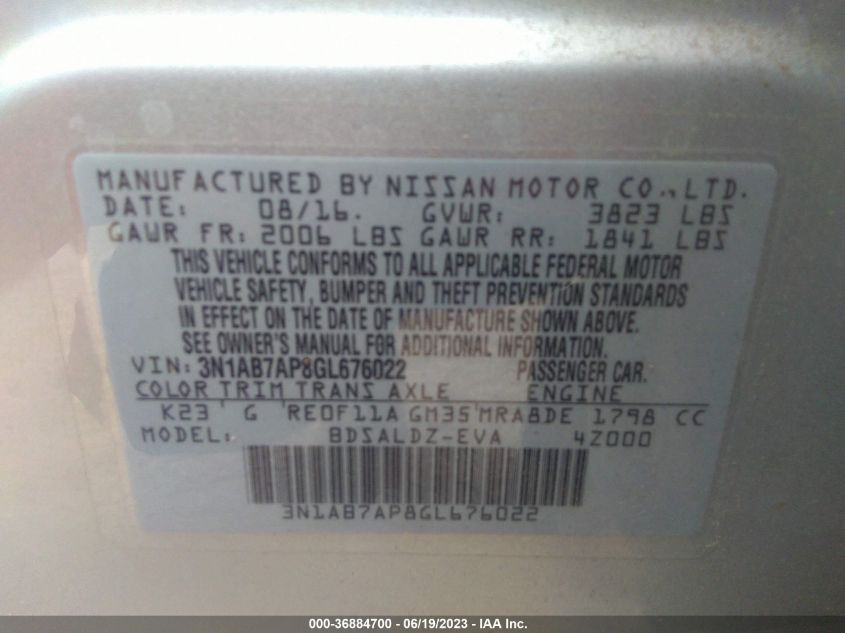 MANUFACTURED BY NISSAN MOTOR CO., LTD.
DATE: 08/16. GVWR: 3823 LBS
GAWR FR: 2006 LBS GAWR RR: 1841 LBS
THIS VEHICLE CONFORMS TO ALL APPLICABLE FEDERAL MOTOR
VEHICLE SAFETY, BUMPER AND THEFT PREVENTION STANDARDS
IN EFFECT ON THE DATE OF MANUFACTURE SHOWN ABOVE.
SEE OWNER'S MANUAL FOR ADDITIONAL INFORMATION.
VIN: 3N1AB7AP8GL676022 PASSENGER CAR.
COLOR TRIM TRANS AXLE ENGINE
K23 G RE0F11A GM35 MRA8DE 1798 CC
MODEL: BDSALDZ-EVA 4Z000
3N1AB7AP8GL676022
000-36884700 - 06/19/2023 - IAA Inc.